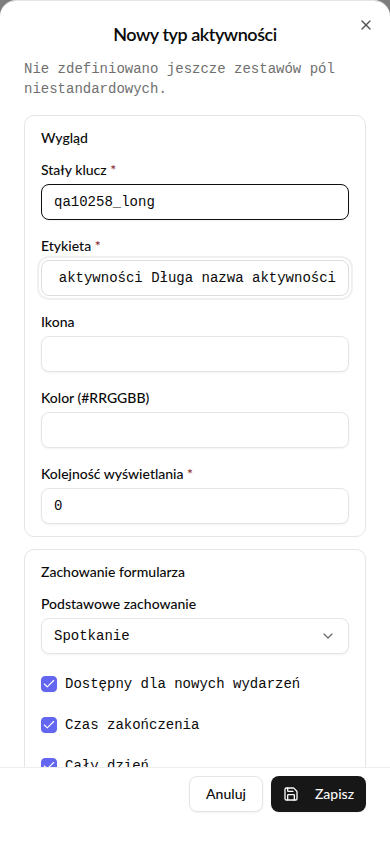 Nowy typ aktywności
Nie zdefiniowano jeszcze zestawów pól
niestandardowych.
Wygląd
Stały klucz *
qa10258_long
Etykieta *
aktywności Długa nazwa aktywności
Ikona
Kolor (#RRGGBB)
Kolejność wyświetlania *
0
Zachowanie formularza
Podstawowe zachowanie
Spotkanie
Dostępny dla nowych wydarzeń
Czas zakończenia
Cały dzień
Anuluj
Zapisz